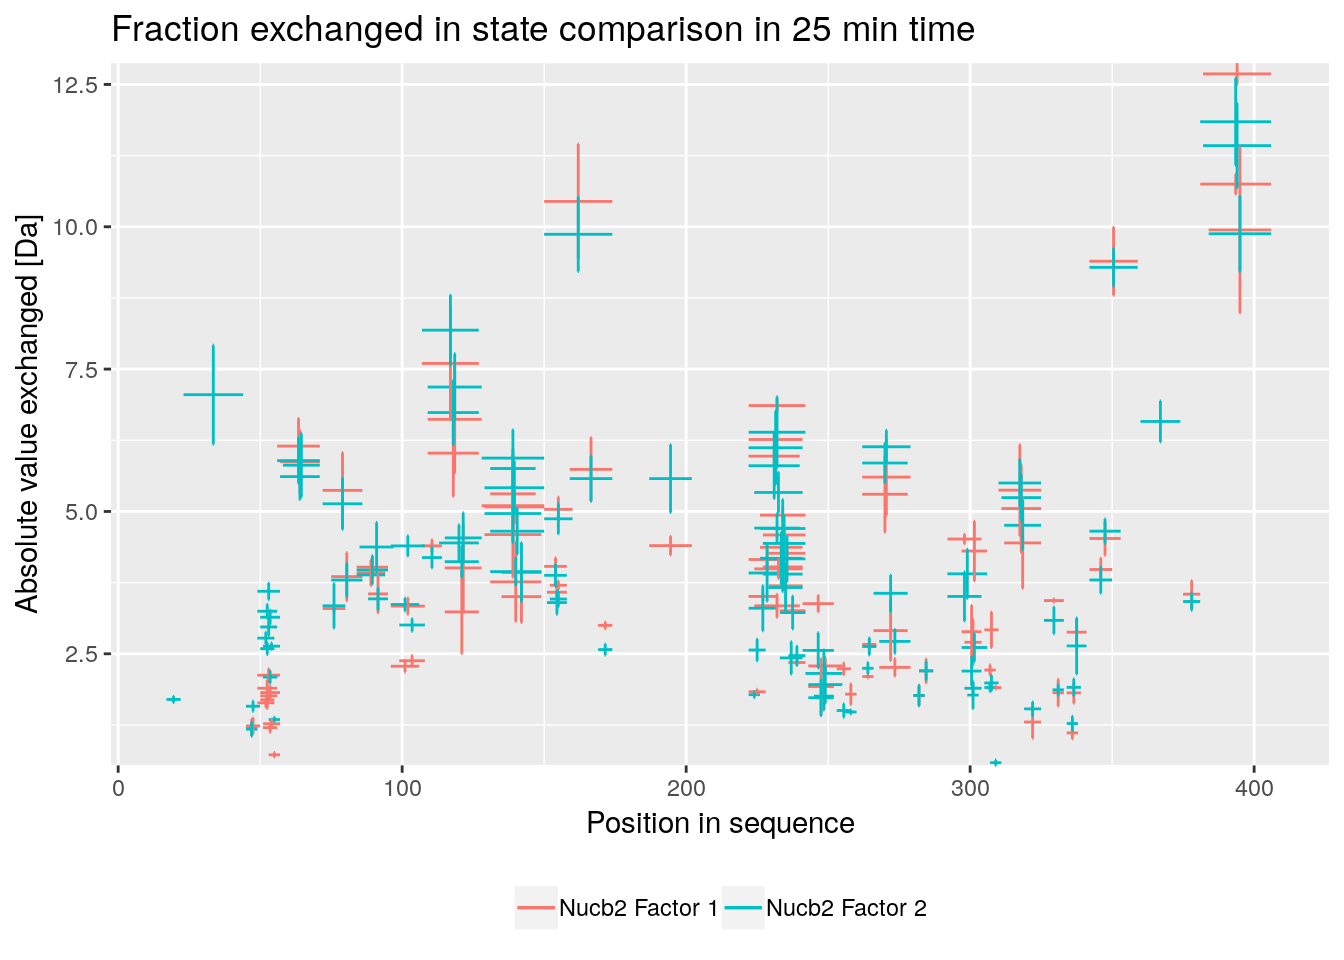 Fraction exchanged in state comparison in 25 min time
Absolute value exchanged [Da]
12.5
10.0
7.5
5.0
2.5
0 100 200 300 400
Position in sequence
Nucb2 Factor 1 Nucb2 Factor 2